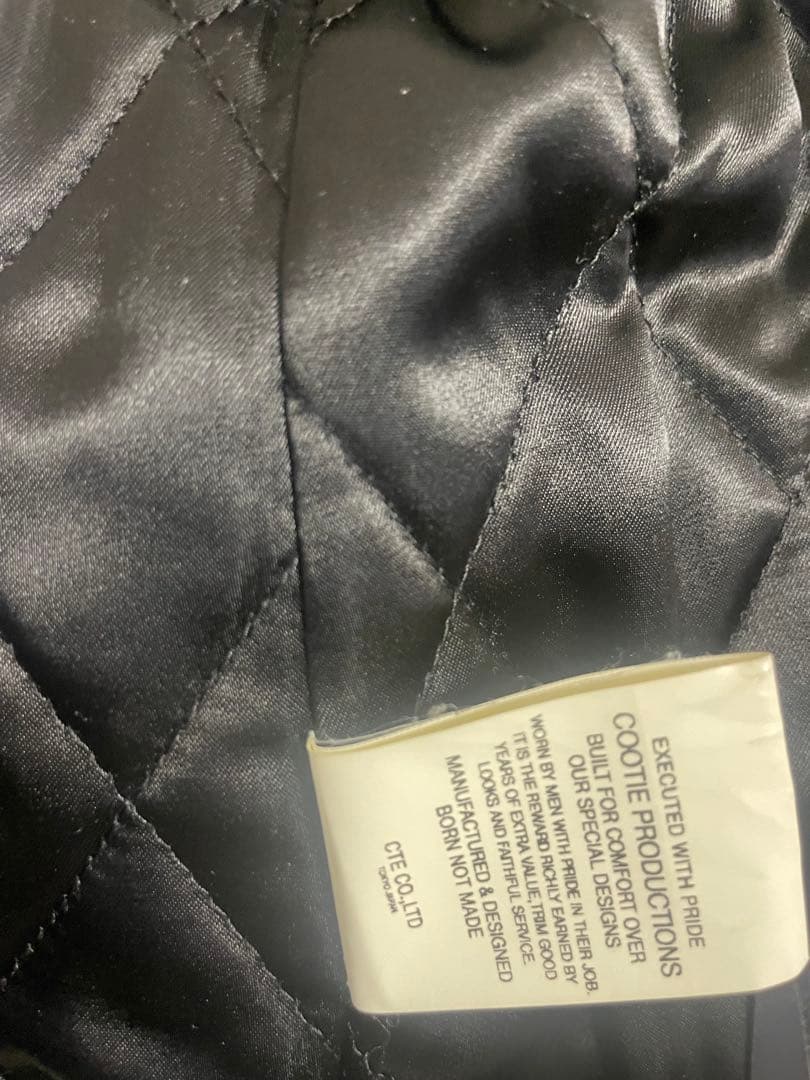 EXECUTED WITH PRIDE
COOTIE PRODUCTIONS
BUILT FOR COMFORT OVER
OUR SPECIAL DESIGNS
WORN BY MEN WITH PRIDE IN THEIR JOB.
IT IS THE REWARD RICHLY EARNED BY
YEARS OF EXTRA VALUE, TRIM GOOD
LOOKS AND FAITHFUL SERVICE.
MANUFACTURED & DESIGNED
BORN NOT MADE
CTE CO.,LTD
TOKYO JAPAN